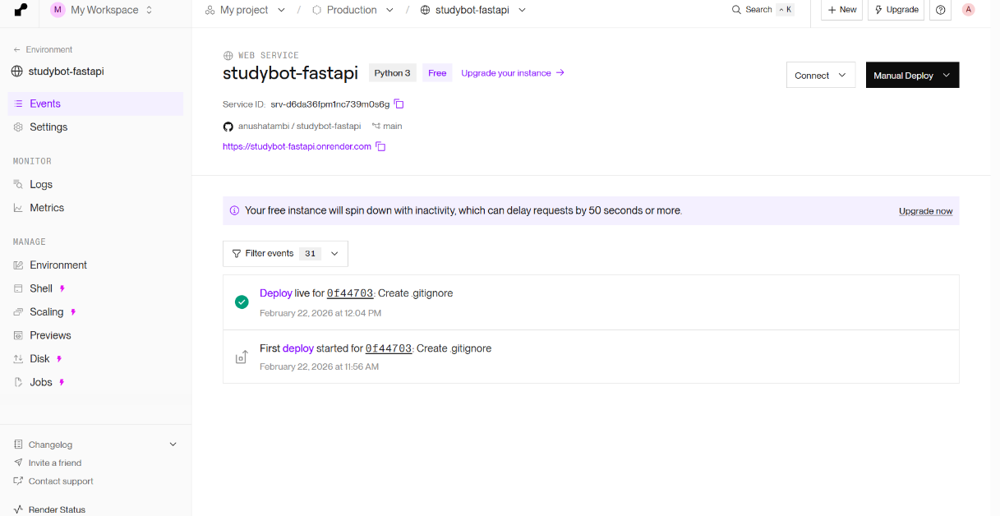 M My Workspace
My project / Production / studybot-fastapi
Search ^ K
+ New
Upgrade
A
← Environment
studybot-fastapi
Events
Settings
MONITOR
Logs
Metrics
MANAGE
Environment
Shell
Scaling
Previews
Disk
Jobs
Changelog
Invite a friend
Contact support
Render Status
WEB SERVICE
studybot-fastapi Python 3 Free Upgrade your instance →
Connect
Manual Deploy
Service ID: srv-d6da36fpm1nc739m0s6g
anushatambi / studybot-fastapi main
https://studybot-fastapi.onrender.com
Your free instance will spin down with inactivity, which can delay requests by 50 seconds or more.
Upgrade now
Filter events 31
Deploy live for 0f44703: Create .gitignore
February 22, 2026 at 12:04 PM
First deploy started for 0f44703: Create .gitignore
February 22, 2026 at 11:56 AM